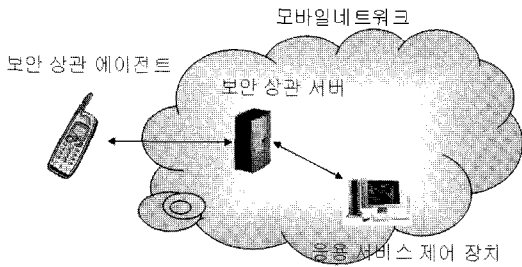 모바일네트워크
보안 상관 에이전트
보안 상관 서버
응용 서비스 제어 장치